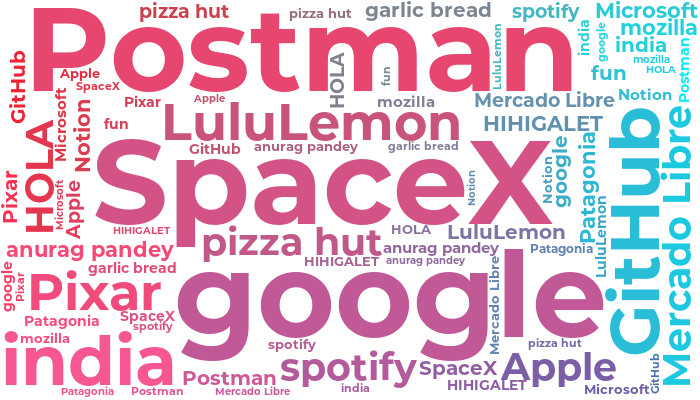 pizza hut
pizza hut
garlic bread
spotify
Microsoft
Postman
mozilla
india
india
google
LuluLemon
mozilla
HOLA
Postman
GitHub
Apple
SpaceX
HOLA
fun
fun
Notion
Microsoft
Notion
Pixar
Apple
mozilla
Mercado Libre
HOLA
fun
LuluLemon
HIHIGALET
GitHub
anurag pandey
garlic bread
SpaceX
google
Notion
Notion
Patagonia
GitHub
Mercado Libre
Pixar
Microsoft
Apple
HIHIGALET
HOLA
LuluLemon
LuluLemon
anurag pandey
pizza hut
anurag pandey
Patagonia
garlic bread
HIHIGALET
anurag pandey
google
Pixar
Pixar
google
Mercado Libre
Patagonia
SpaceX
spotify
mozilla
india
spotify
pizza hut
spotify
SpaceX
Apple
Postman
HIHIGALET
Microsoft
GitHub
Patagonia
Postman
Mercado Libre
india